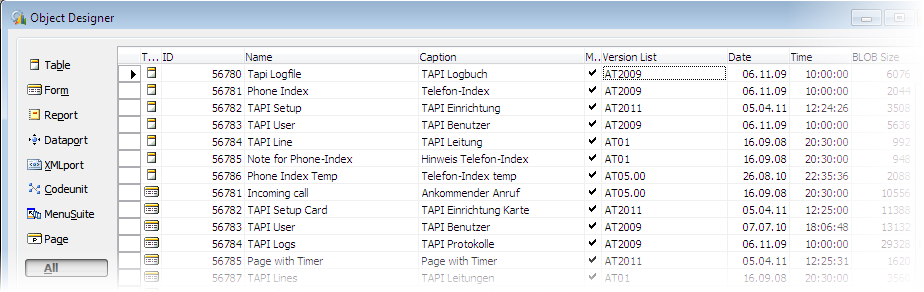 Object Designer
T... ID Name Caption M.. Version List Date Time BLOB Size
Table
Form
Report
Dataport
XMLport
Codeunit
MenuSuite
Page
All
56780 Tapi Logfile TAPI Logbuch AT2009 06.11.09 10:00:00 6076
56781 Phone Index Telefon-Index AT2009 06.11.09 10:00:00 2044
56782 TAPI Setup TAPI Einrichtung AT2011 05.04.11 12:24:26 3508
56783 TAPI User TAPI Benutzer AT2009 06.11.09 10:00:00 5636
56784 TAPI Line TAPI Leitung AT01 16.09.08 20:30:00 992
56785 Note for Phone-Index Hinweis Telefon-Index AT01 16.09.08 20:30:00 948
56786 Phone Index Temp Telefon-Index temp AT05.00 26.08.10 22:35:36 2088
56781 Incoming call Ankommender Anruf AT05.00 16.09.08 20:30:00 10556
56782 TAPI Setup Card TAPI Einrichtung Karte AT2011 05.04.11 12:25:00 11388
56783 TAPI User TAPI Benutzer AT2009 07.07.10 18:06:48 13132
56784 TAPI Logs TAPI Protokolle AT2009 06.11.09 10:00:00 29328
56785 Page with Timer Page with Timer AT2011 05.04.11 12:25:31 1620
56787 TAPI Lines TAPI Leitungen AT01 16.09.08 20:30:00 3560